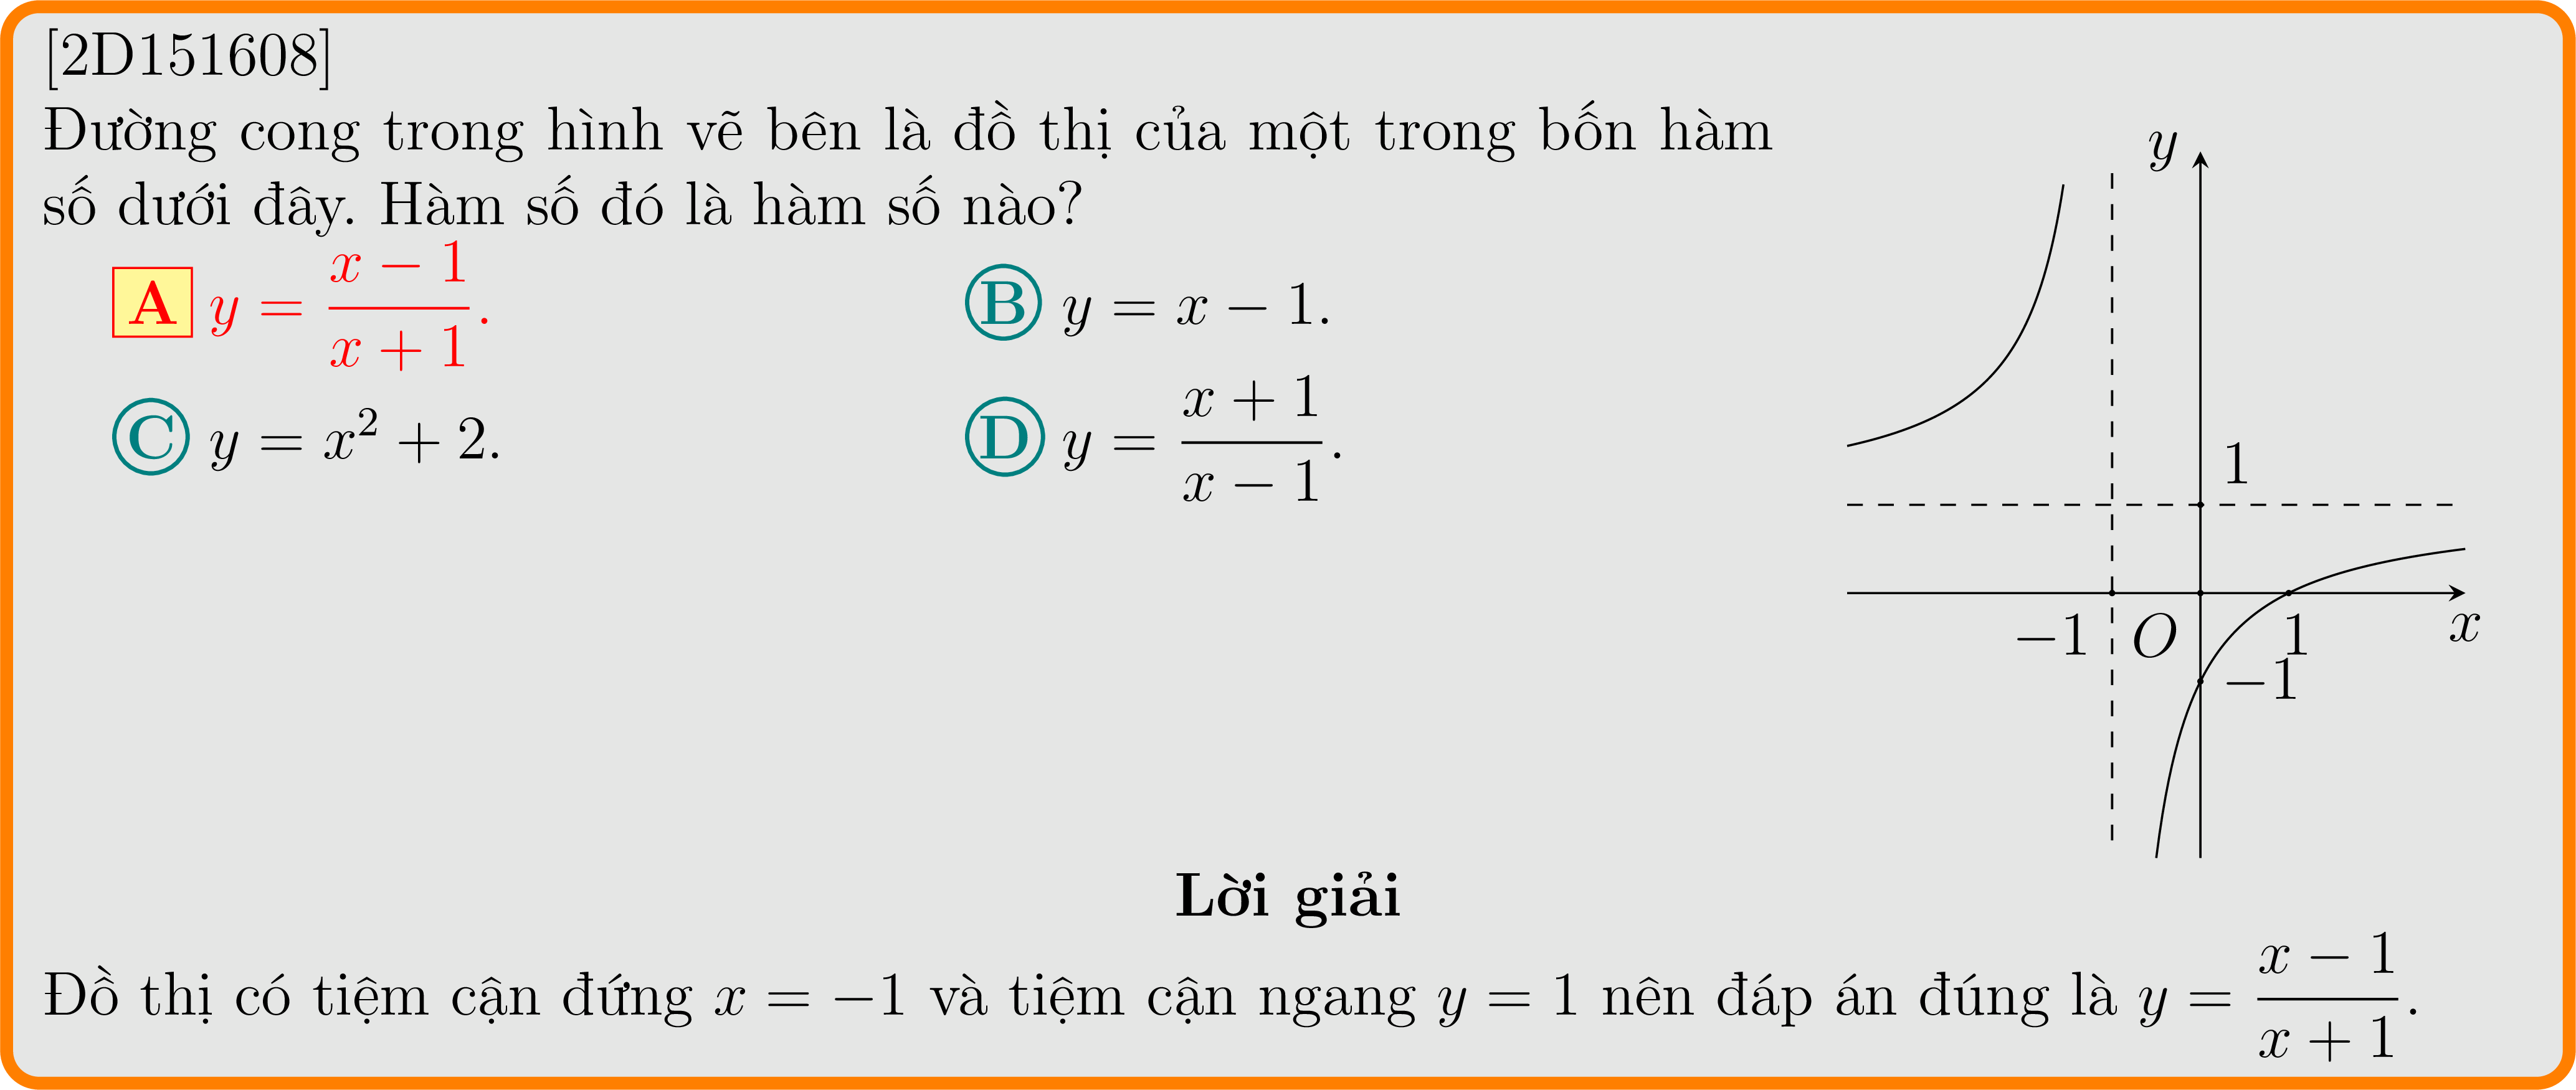 [2D151608]
Đường cong trong hình vẽ bên là đồ thị của một trong bốn hàm
số dưới đây. Hàm số đó là hàm số nào?
A y = \frac{x − 1}{x + 1}.
B y = x − 1.
C y = x² + 2.
D y = \frac{x + 1}{x − 1}.
y
1
−1 O 1 x
−1
Lời giải
Đồ thị có tiệm cận đứng x = −1 và tiệm cận ngang y = 1 nên đáp án đúng là y = \frac{x − 1}{x + 1}.